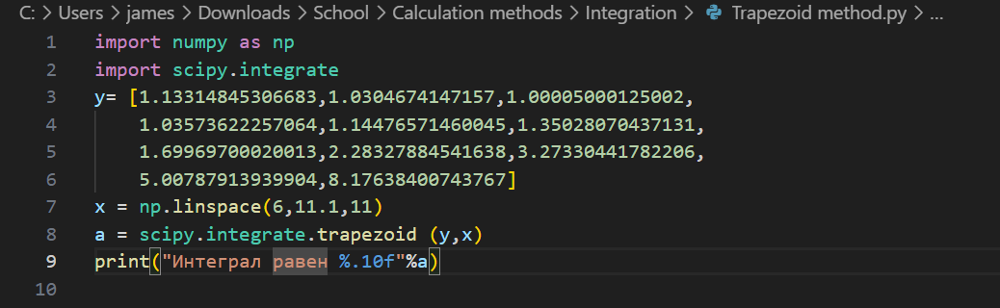 C: > Users > james > Downloads > School > Calculation methods > Integration > Trapezoid method.py > ...
1 import numpy as np
2 import scipy.integrate
3 y= [1.13314845306683,1.0304674147157,1.00005000125002,
4 1.03573622257064,1.14476571460045,1.35028070437131,
5 1.69969700020013,2.28327884541638,3.27330441782206,
6 5.00787913939904,8.17638400743767]
7 x = np.linspace(6,11.1,11)
8 a = scipy.integrate.trapezoid (y,x)
9 print("Интеграл равен %.10f"%a)
10